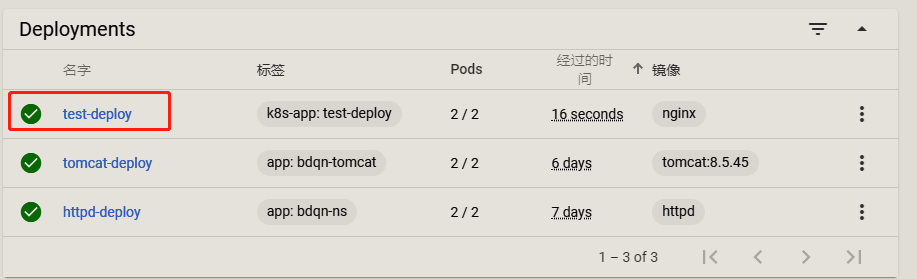 Deployments
名字 标签 Pods 经过的时间 镜像
test-deploy k8s-app: test-deploy 2 / 2 16 seconds nginx
tomcat-deploy app: bdqn-tomcat 2 / 2 6 days tomcat:8.5.45
httpd-deploy app: bdqn-ns 2 / 2 7 days httpd
1 – 3 of 3